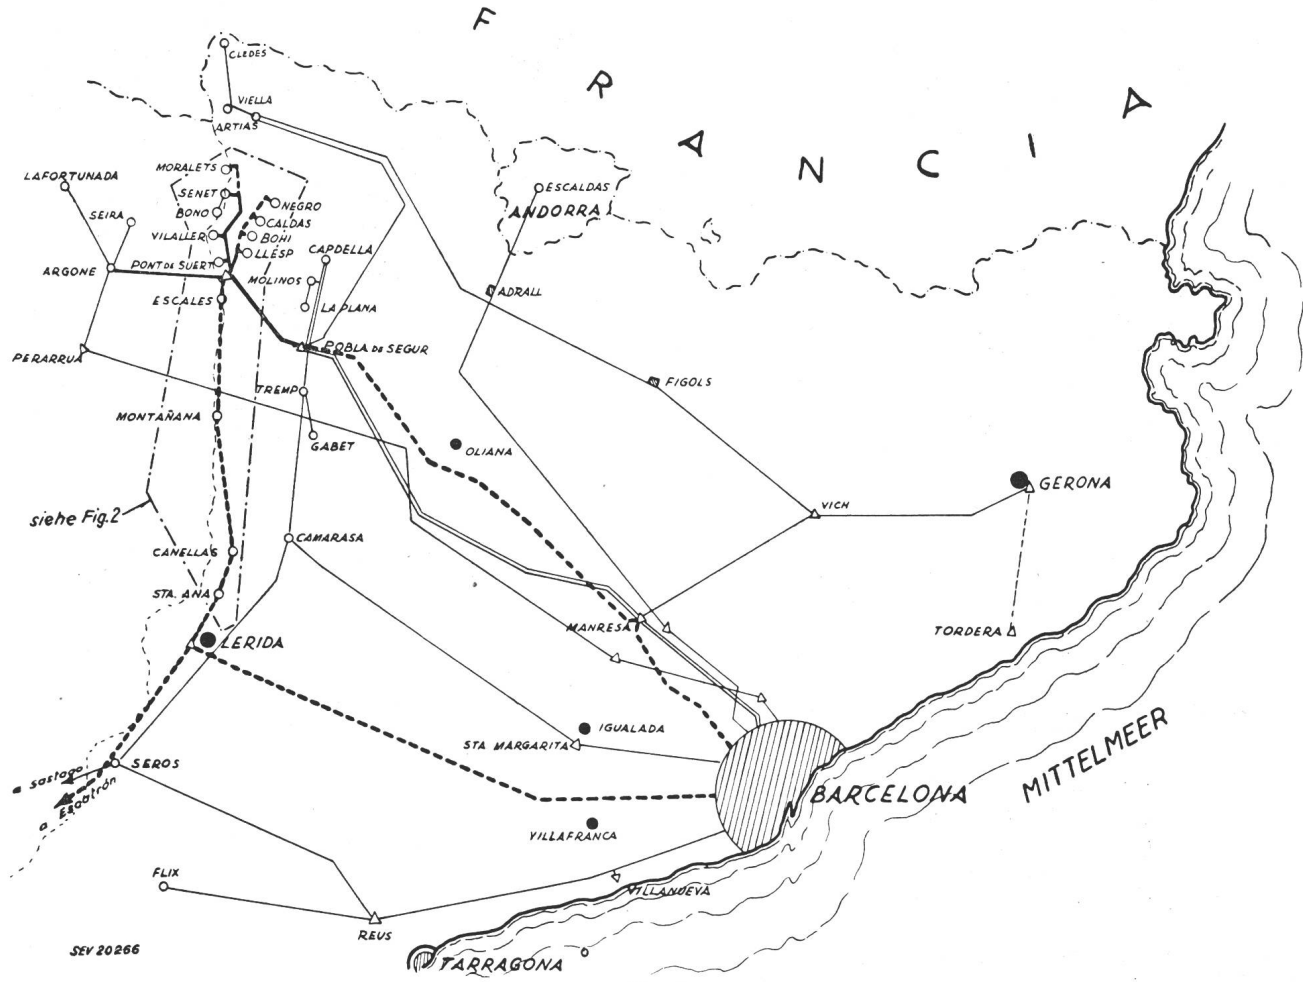 F R A N C I A
CLEDES
VIELLA
ARTIAS
MORALETS
LAFORTUNADA
SENET
NEGRO
ESCALDAS
BONO
ANDORRA
SEIRA
CALDAS
VILALLER
BOHI
LLESP
CAPDELLA
PONT DE SUERT
ARGONE
MOLINOS
ADRALL
ESCALES
LA PLANA
POBLA DE SEGUR
PERARRUA
FIGOLS
TREMP
MONTAÑANA
GABET
OLIANA
GERONA
VICH
siehe Fig.2
CAMARASA
CANELLAS
STA. ANA
MANRESA
TORDERA
LERIDA
IGUALADA
STA MARGARITA
MITTELMEER
SEROS
a Sastago
a Escatrón
BARCELONA
VILLAFRANCA
FLIX
VILLANUEVA
REUS
SEV 20266
TARRAGONA